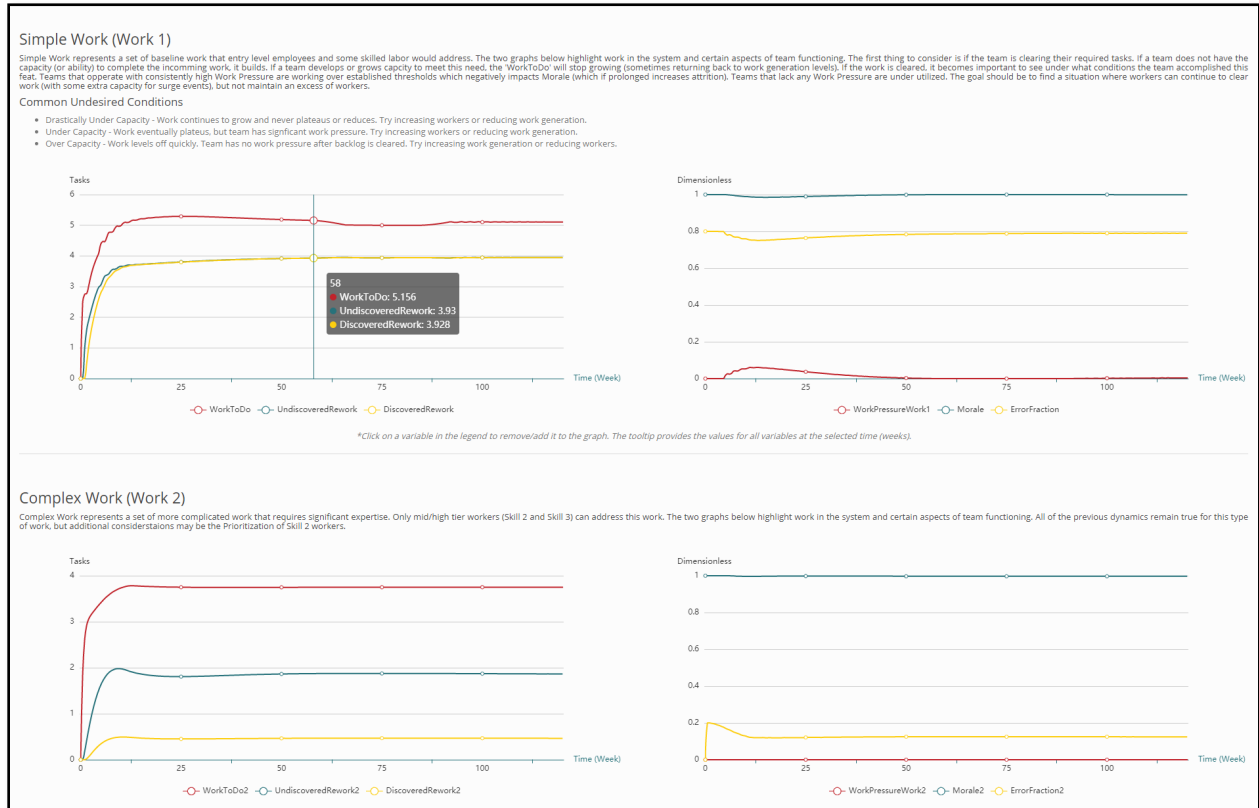 Simple Work (Work 1)
Simple Work represents a set of baseline work that entry level employees and some skilled labor would address. The two graphs below highlight work in the system and certain aspects of team functioning. The first thing to consider is if the team is clearing their required tasks. If a team does not have the
capacity (or ability) to complete the incomming work, it builds. If a team develops or grows capcity to meet this need, the 'WorkToDo' will stop growing (sometimes returning back to work generation levels). If the work is cleared, it becomes important to see under what conditions the team accomplished this
feat. Teams that opperate with consistently high Work Pressure are working over established thresholds which negatively impacts Morale (which if prolonged increases attrition). Teams that lack any Work Pressure are under utilized. The goal should be to find a situation where workers can continue to clear
work (with some extra capacity for surge events), but not maintain an excess of workers.
Common Undesired Conditions
• Drastically Under Capacity - Work continues to grow and never plateaus or reduces. Try increasing workers or reducing work generation.
• Under Capacity - Work eventually plateus, but team has signficant work pressure. Try increasing workers or reducing work generation.
• Over Capacity - Work levels off quickly. Team has no work pressure after backlog is cleared. Try increasing work generation or reducing workers.
Tasks
6
5
4
3
2
1
0
0 25 50 75 100
Time (Week)
58
WorkToDo: 5.156
UndiscoveredRework: 3.93
DiscoveredRework: 3.928
WorkToDo UndiscoveredRework DiscoveredRework
Dimensionless
1
0.8
0.6
0.4
0.2
0
0 25 50 75 100
Time (Week)
WorkPressureWork1 Morale ErrorFraction
*Click on a variable in the legend to remove/add it to the graph. The tooltip provides the values for all variables at the selected time (weeks).
Complex Work (Work 2)
Complex Work represents a set of more complicated work that requires significant expertise. Only mid/high tier workers (Skill 2 and Skill 3) can address this work. The two graphs below highlight work in the system and certain aspects of team functioning. All of the previous dynamics remain true for this type
of work, but additional considerstaions may be the Prioritization of Skill 2 workers.
Tasks
4
3
2
1
0
0 25 50 75 100
Time (Week)
WorkToDo2 UndiscoveredRework2 DiscoveredRework2
Dimensionless
1
0.8
0.6
0.4
0.2
0
0 25 50 75 100
Time (Week)
WorkPressureWork2 Morale2 ErrorFraction2